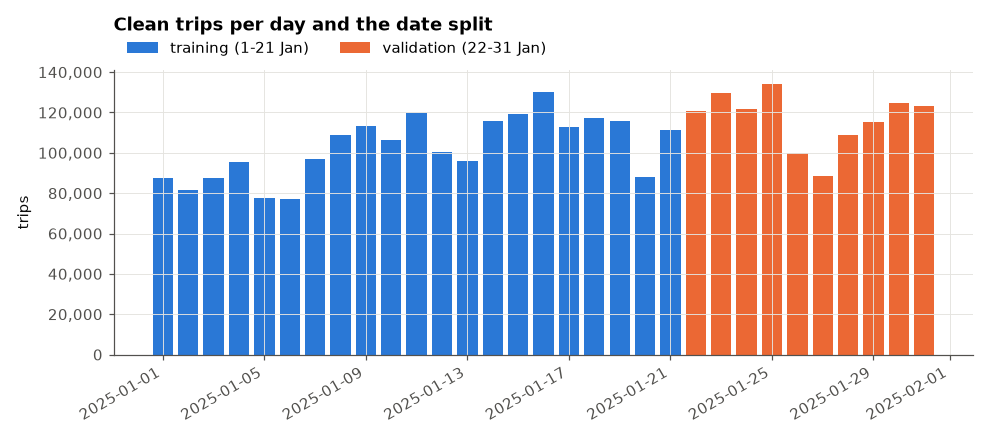 Clean trips per day and the date split
training (1-21 Jan) validation (22-31 Jan)
140,000
120,000
100,000
80,000
60,000
40,000
20,000
0
trips
2025-01-01 2025-01-05 2025-01-09 2025-01-13 2025-01-17 2025-01-21 2025-01-25 2025-01-29 2025-02-01